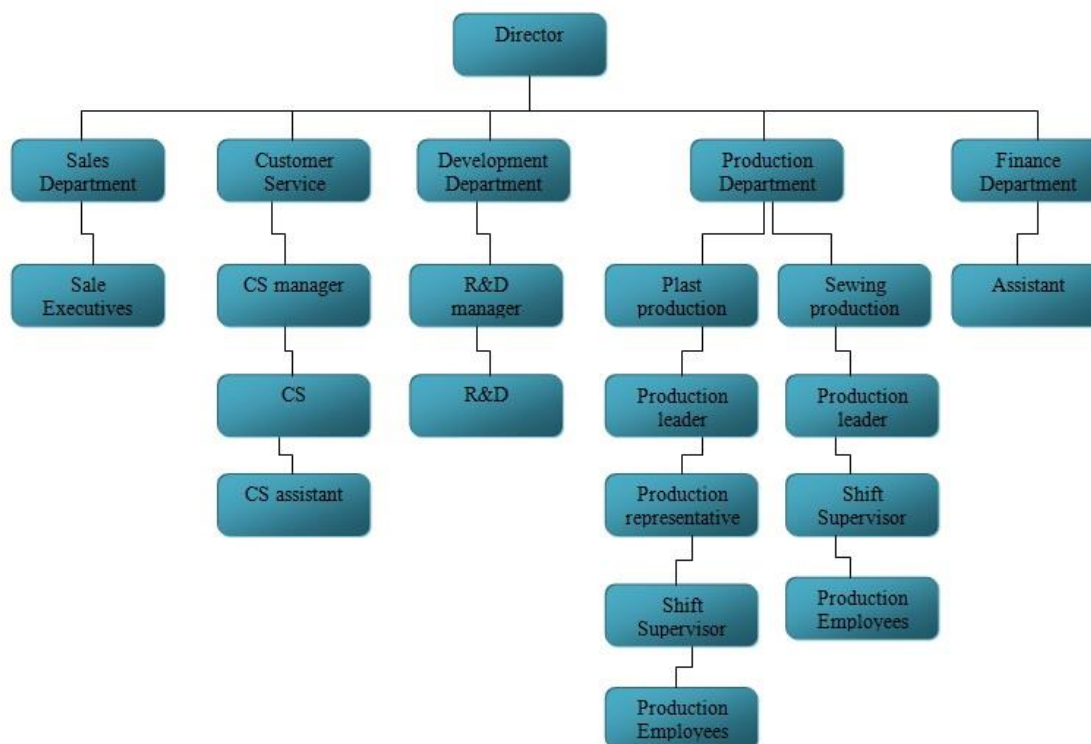 Director
Sales
Department
Customer
Service
Development
Department
Production
Department
Finance
Department
Sale
Executives
CS manager
R&D
manager
Plast
production
Sewing
production
Assistant
CS
R&D
Production
leader
Production
leader
CS assistant
Production
representative
Shift
Supervisor
Shift
Supervisor
Production
Employees
Production
Employees